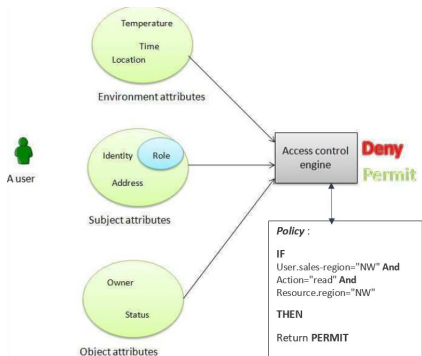 Temperature
Time
Location
Environment attributes
A user
Identity
Role
Address
Subject attributes
Access control
engine
Deny
Permit
Owner
Status
Object attributes
Policy :
IF
User.sales-region="NW" And
Action="read" And
Resource.region="NW"
THEN
Return PERMIT